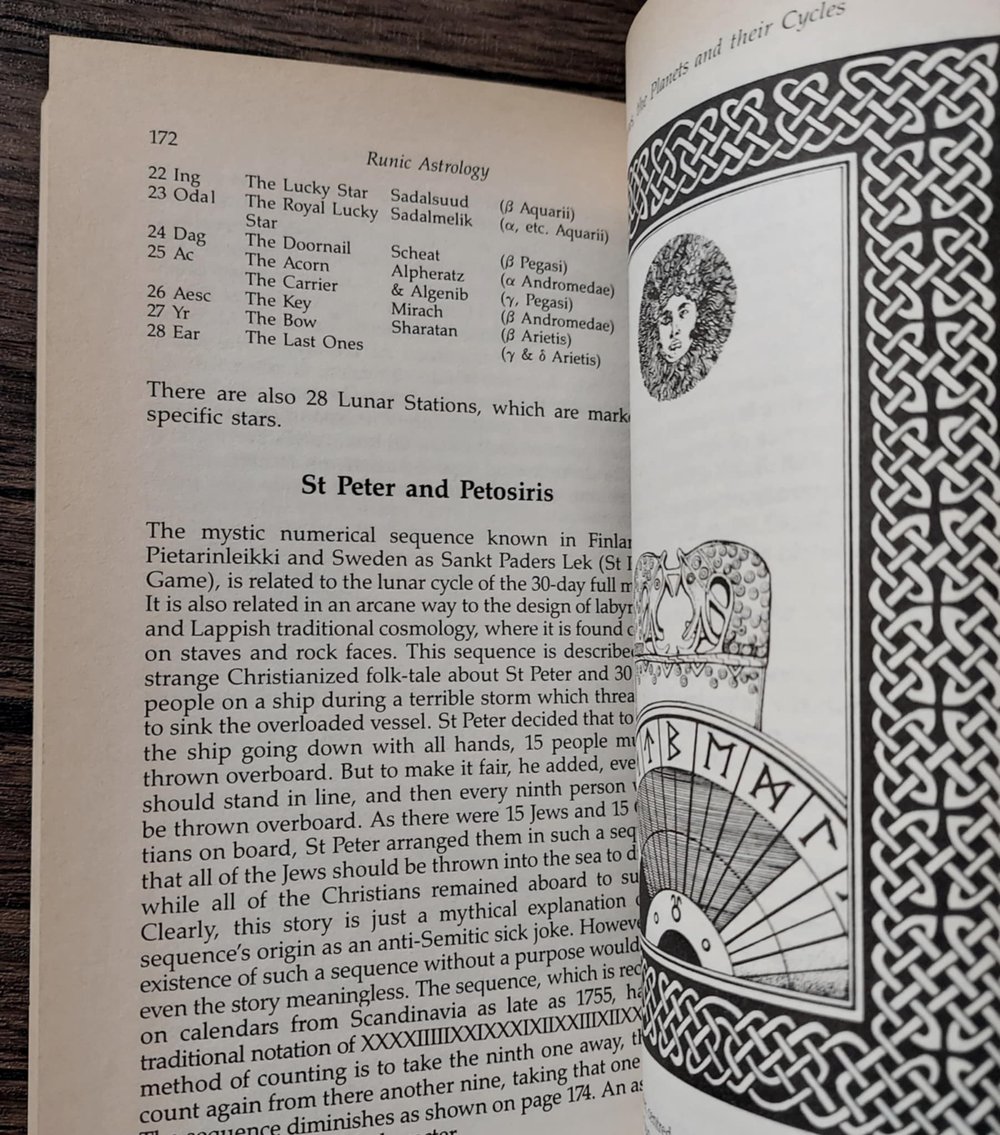 172
Runic Astrology
22 Ing The Lucky Star Sadalsuud (β Aquarii)
23 Odal The Royal Lucky Sadalmelik (α, etc. Aquarii)
Star
24 Dag The Doornail Scheat (β Pegasi)
25 Ac The Acorn Alpheratz (α Andromedae)
The Carrier & Algenib (γ, Pegasi)
26 Aesc The Key Mirach (β Andromedae)
27 Yr The Bow Sharatan (β Arietis)
28 Ear The Last Ones (γ & δ Arietis)
There are also 28 Lunar Stations, which are
specific stars.
St Peter and Petosiris
The mystic numerical sequence known in
Pietarinleikki and Sweden as Sankt Paders Lek (St
Game), is related to the lunar cycle of the 30-day full
It is also related in an arcane way to the design of
and Lappish traditional cosmology, where it is found
on staves and rock faces. This sequence is
strange Christianized folk-tale about St Peter and 30
people on a ship during a terrible storm which
to sink the overloaded vessel. St Peter decided that
the ship going down with all hands, 15 people
thrown overboard. But to make it fair, he added,
should stand in line, and then every ninth person
be thrown overboard. As there were 15 Jews and 15
tians on board, St Peter arranged them in such a
that all of the Jews should be thrown into the sea to
while all of the Christians remained aboard to
Clearly, this story is just a mythical explanation
sequence's origin as an anti-Semitic sick joke.
existence of such a sequence without a purpose would
even the story meaningless. The sequence, which is
on calendars from Scandinavia as late as 1755,
traditional notation of XXXXIIIIIXXIXXXIXIIXXIIIXIIXX
method of counting is to take the ninth one away,
count again from there another nine, taking that one
sequence diminishes as shown on page 174. An
the Planets and their Cycles
ᛏ ᛒ ᛖ ᛗ ᛚ
♉